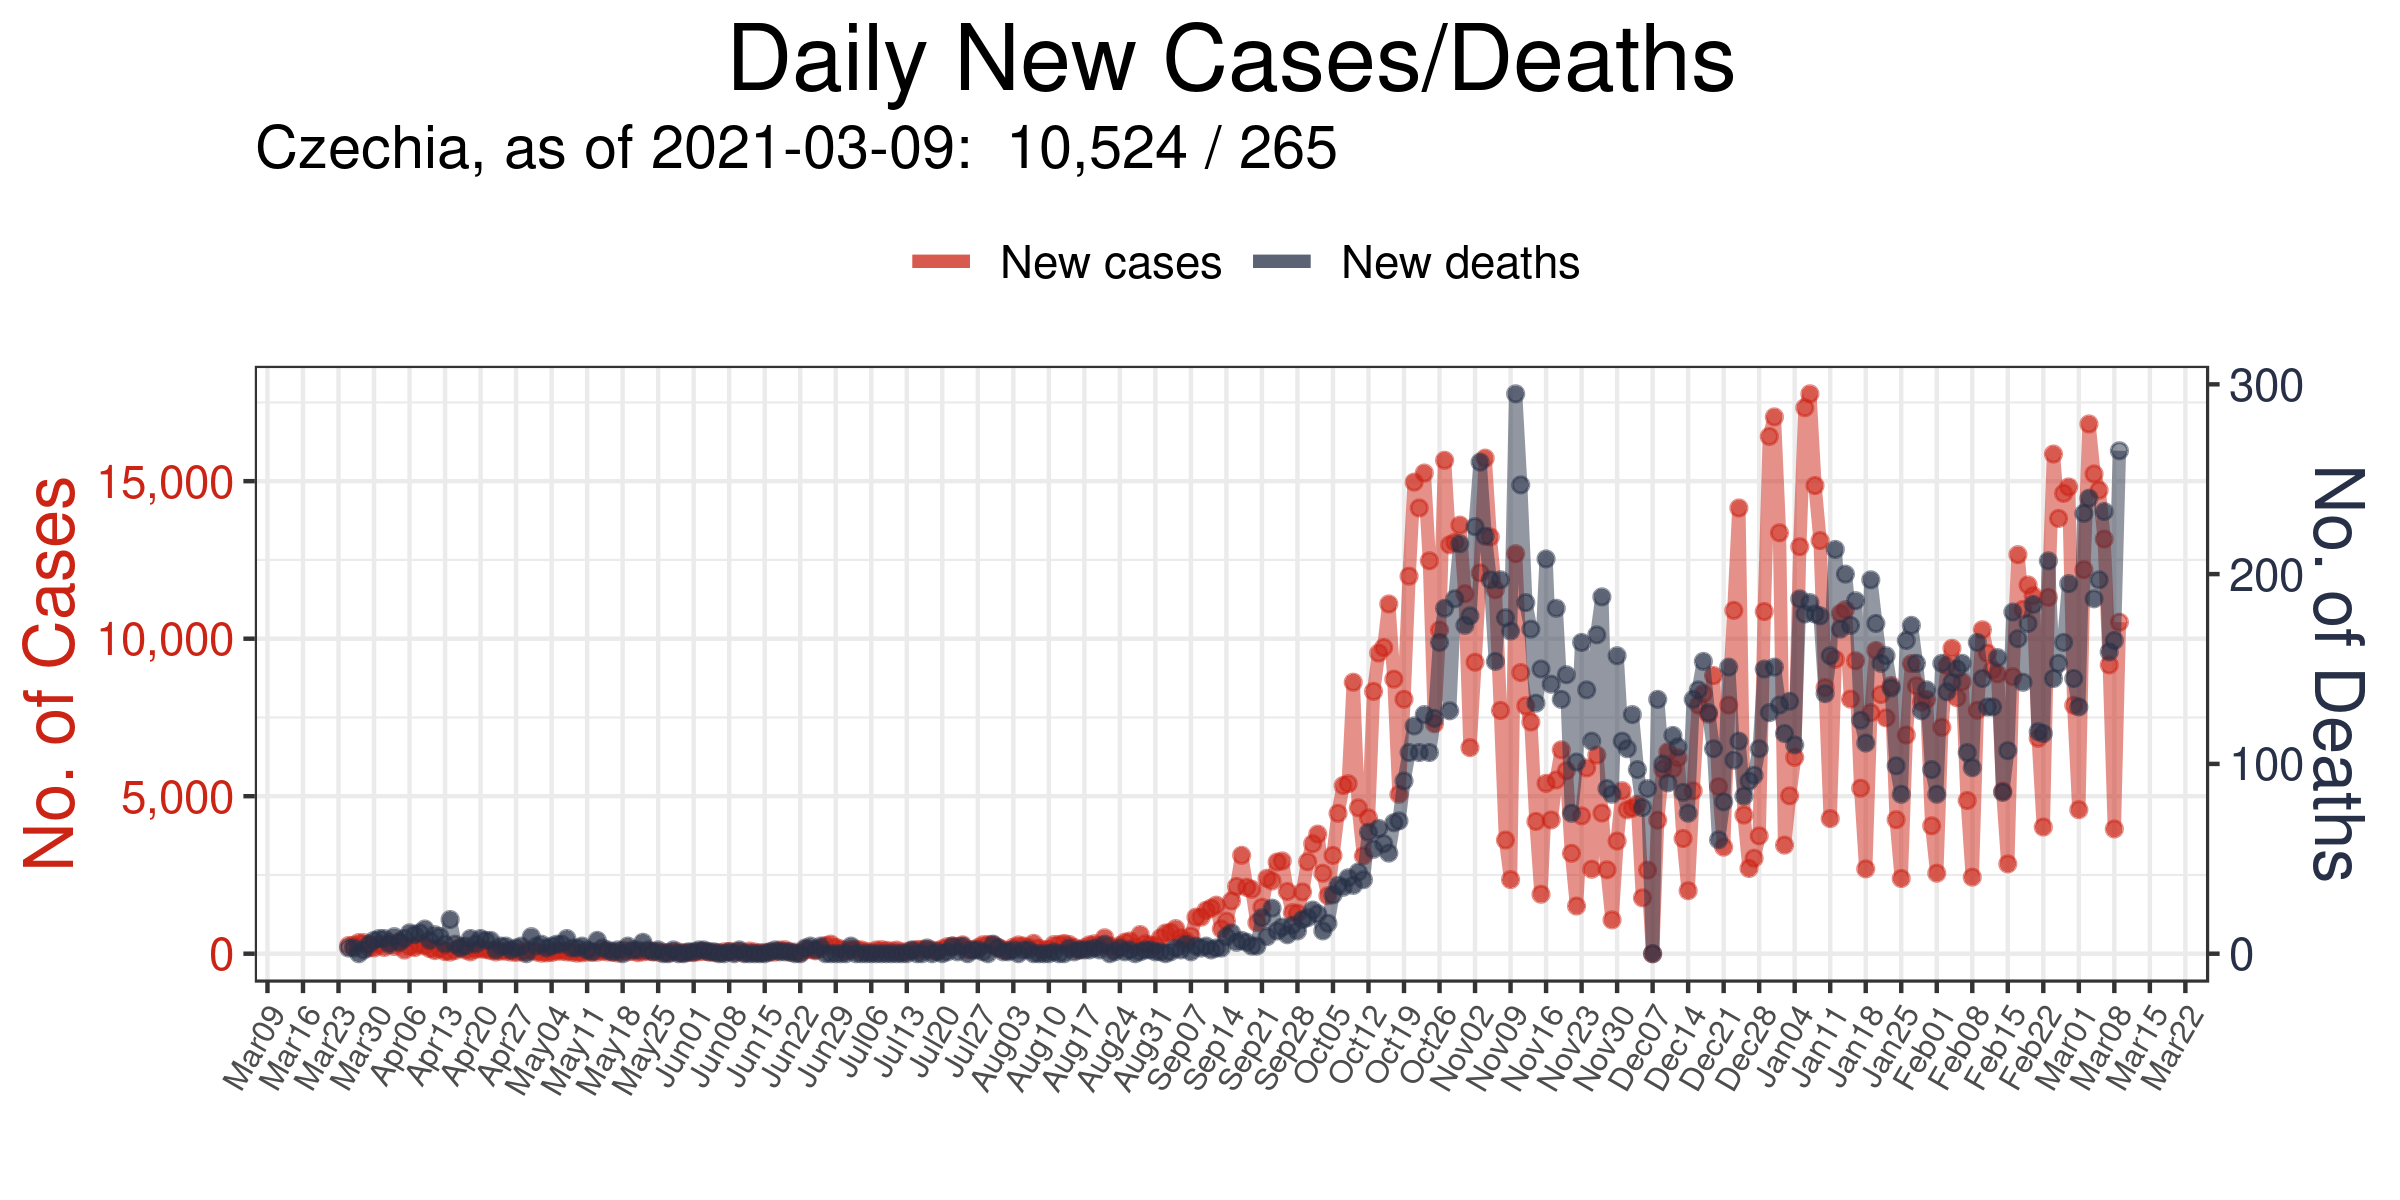 Daily New Cases/Deaths
Czechia, as of 2021-03-09:  10,524 / 265
New cases
New deaths
No. of Cases
15,000
10,000
5,000
0
300
200
100
0
No. of Deaths
Mar09
Mar16
Mar23
Mar30
Apr06
Apr13
Apr20
Apr27
May04
May11
May18
May25
Jun01
Jun08
Jun15
Jun22
Jun29
Jul06
Jul13
Jul20
Jul27
Aug03
Aug10
Aug17
Aug24
Aug31
Sep07
Sep14
Sep21
Sep28
Oct05
Oct12
Oct19
Oct26
Nov02
Nov09
Nov16
Nov23
Nov30
Dec07
Dec14
Dec21
Dec28
Jan04
Jan11
Jan18
Jan25
Feb01
Feb08
Feb15
Feb22
Mar01
Mar08
Mar15
Mar22